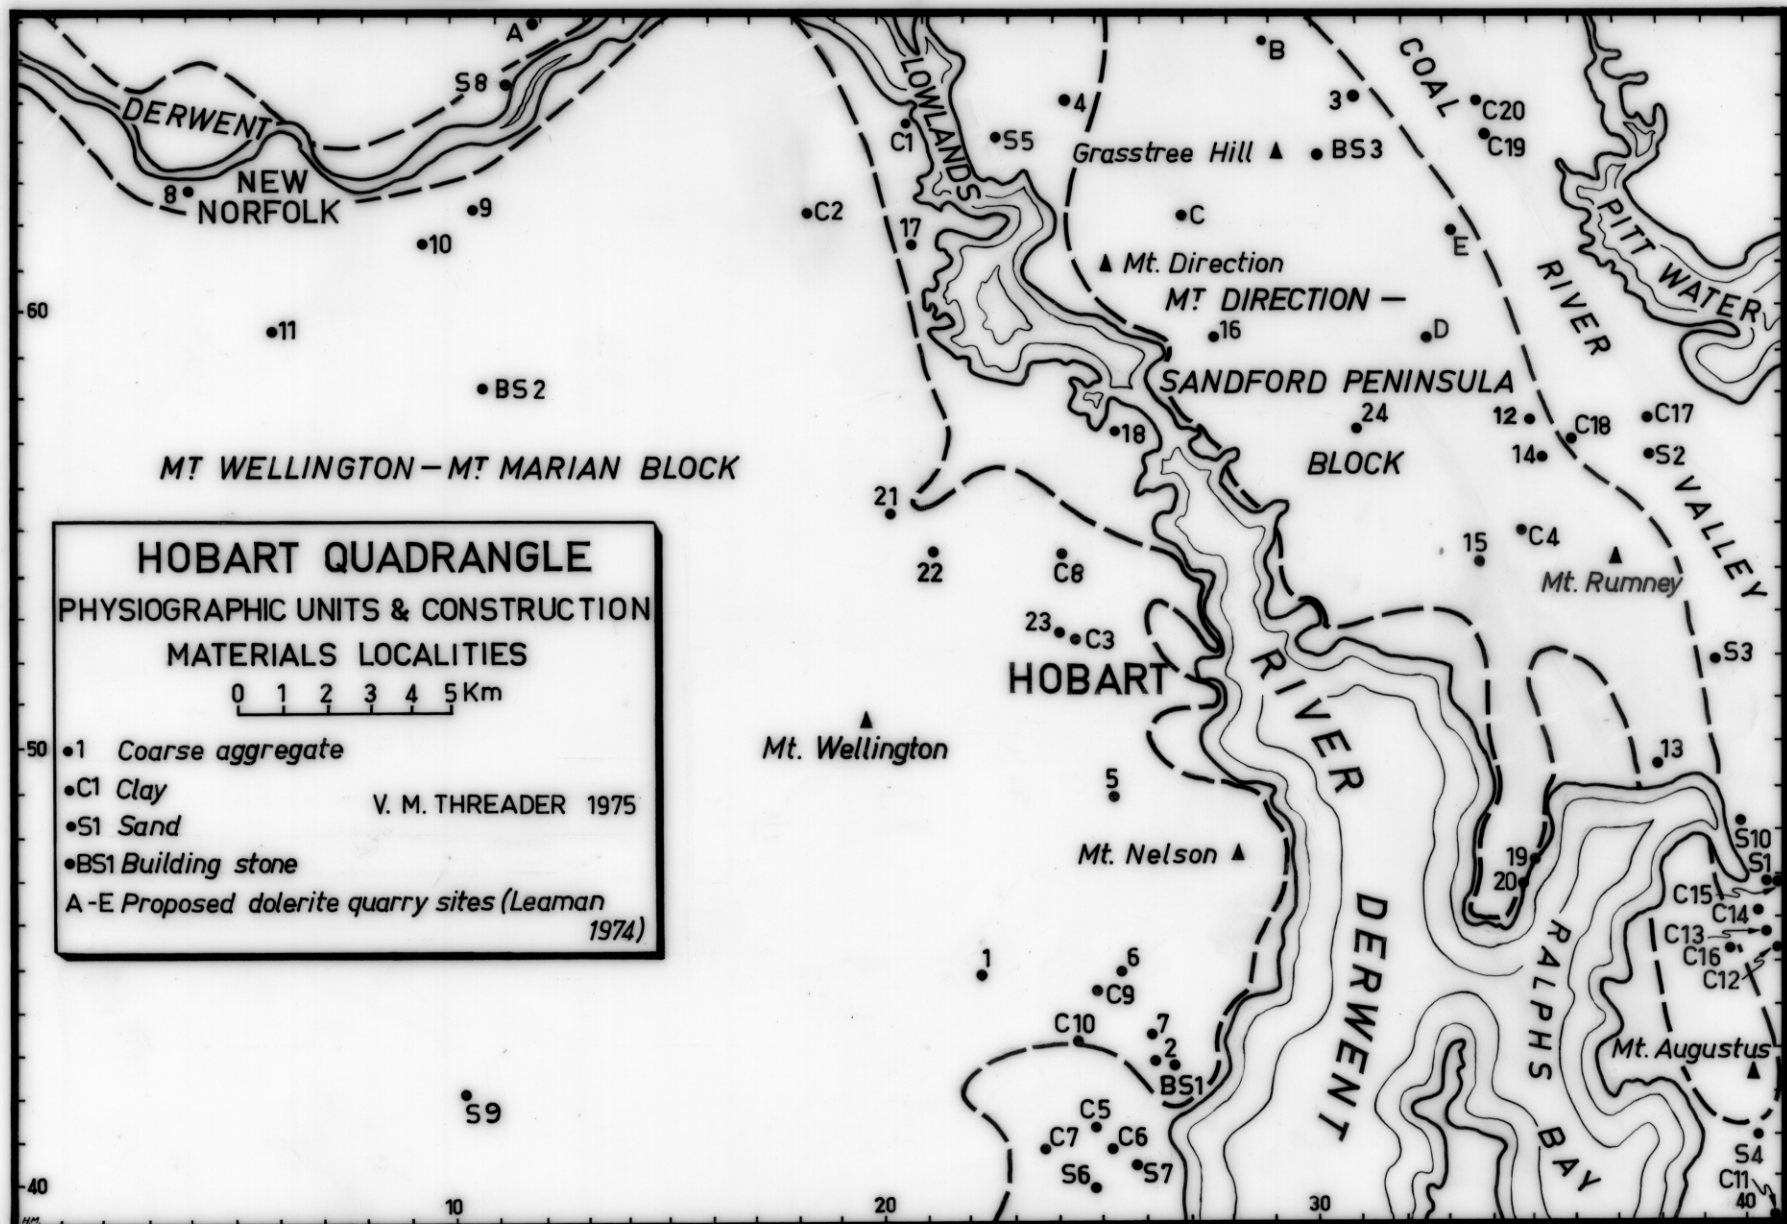 A
B
COAL
LOWLANDS
S8
4
3
C20
DERWENT
C1
S5
C19
Grasstree Hill
BS3
8
NEW
NORFOLK
9
C2
C
PITT WATER
10
17
E
Mt. Direction
RIVER
MT DIRECTION —
60
11
16
D
BS2
SANDFORD PENINSULA
24
12
C18
C17
18
14
S2
BLOCK
MT WELLINGTON — MT MARIAN BLOCK
VALLEY
21
C4
15
22
C8
Mt. Rumney
23
C3
HOBART
S3
RIVER
Mt. Wellington
13
5
Mt. Nelson
S10
19
S1
20
C15
C14
DERWENT
RALPHS BAY
C13
C16
C12
1
6
C9
C10
7
2
BS1
Mt. Augustus
S9
C5
C7
C6
S4
S6
S7
C11
40
10
20
30
40
HM.
HOBART QUADRANGLE
PHYSIOGRAPHIC UNITS & CONSTRUCTION
MATERIALS LOCALITIES
0 1 2 3 4 5 Km
50
•1 Coarse aggregate
•C1 Clay
V. M. THREADER 1975
•S1 Sand
•BS1 Building stone
A-E Proposed dolerite quarry sites (Leaman
1974)